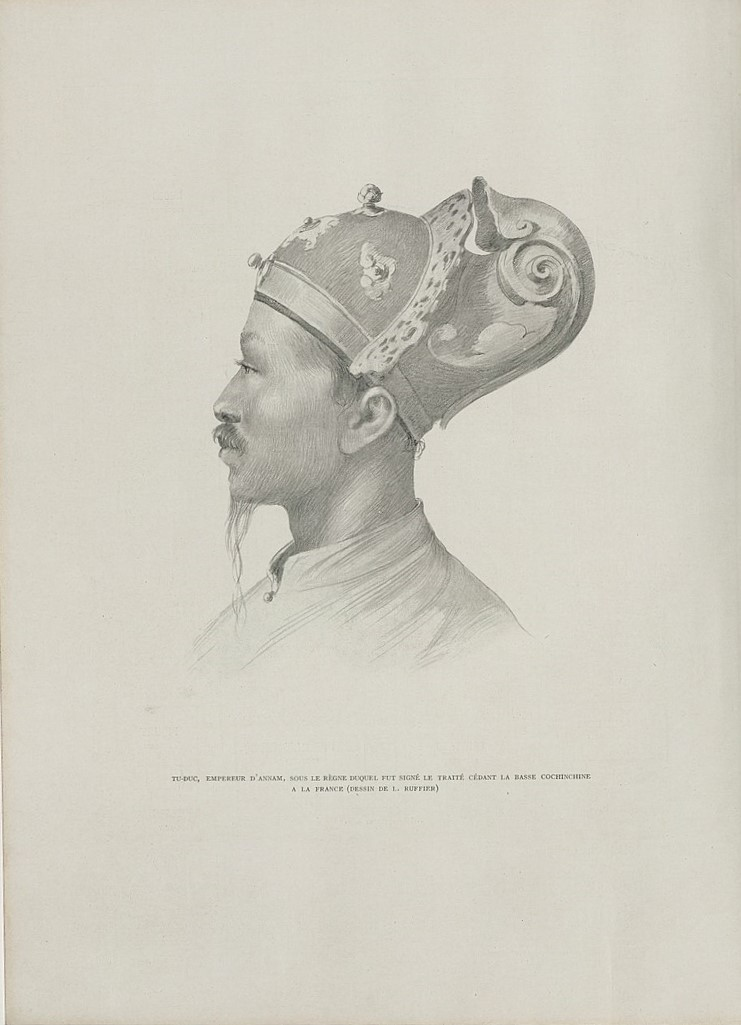 TU-DUC, EMPEREUR D'ANNAM, SOUS LE RÈGNE DUQUEL FUT SIGNÉ LE TRAITÉ CÉDANT LA BASSE COCHINCHINE
A LA FRANCE (DESSIN DE L. RUFFIER)